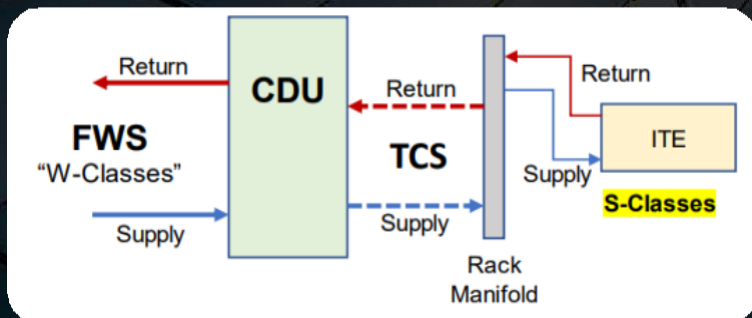 Return
FWS
“W-Classes”
Supply
CDU
Return
TCS
Supply
Rack
Manifold
Return
Supply
ITE
S-Classes